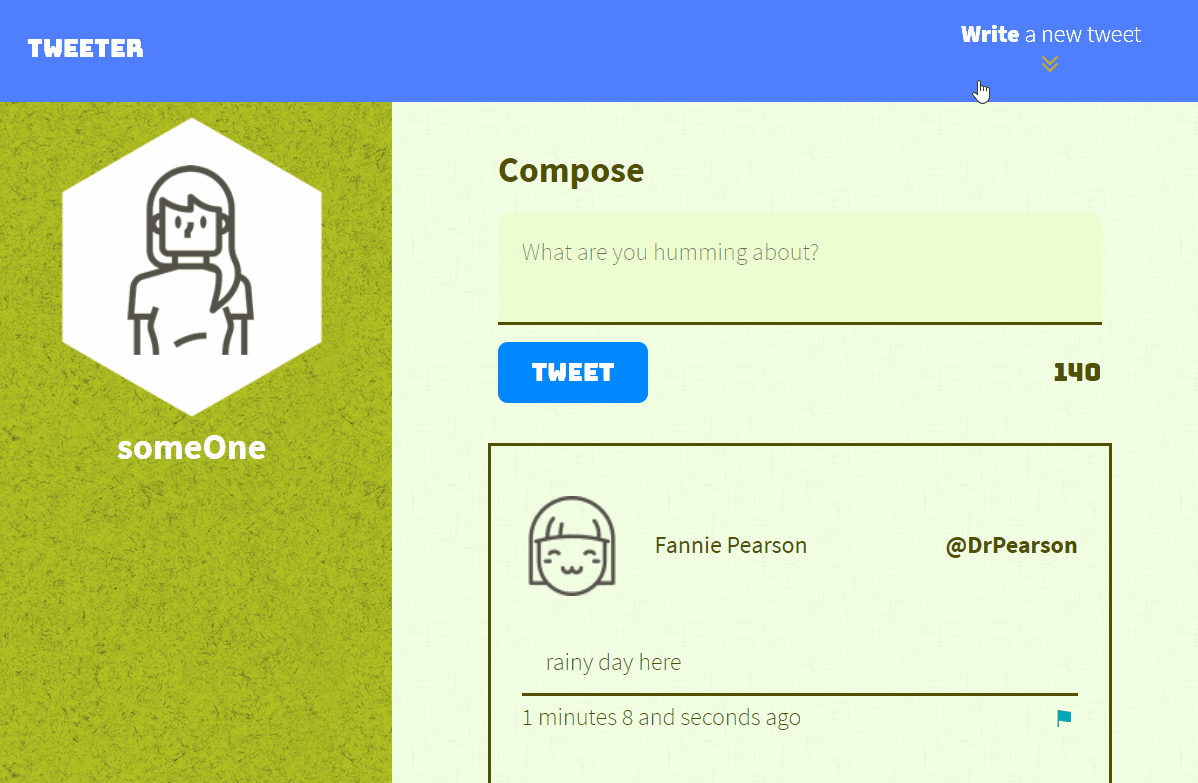 TWEETER
Write a new tweet
someOne
Compose
What are you humming about?
TWEET
140
Fannie Pearson
@DrPearson
rainy day here
1 minutes 8 and seconds ago